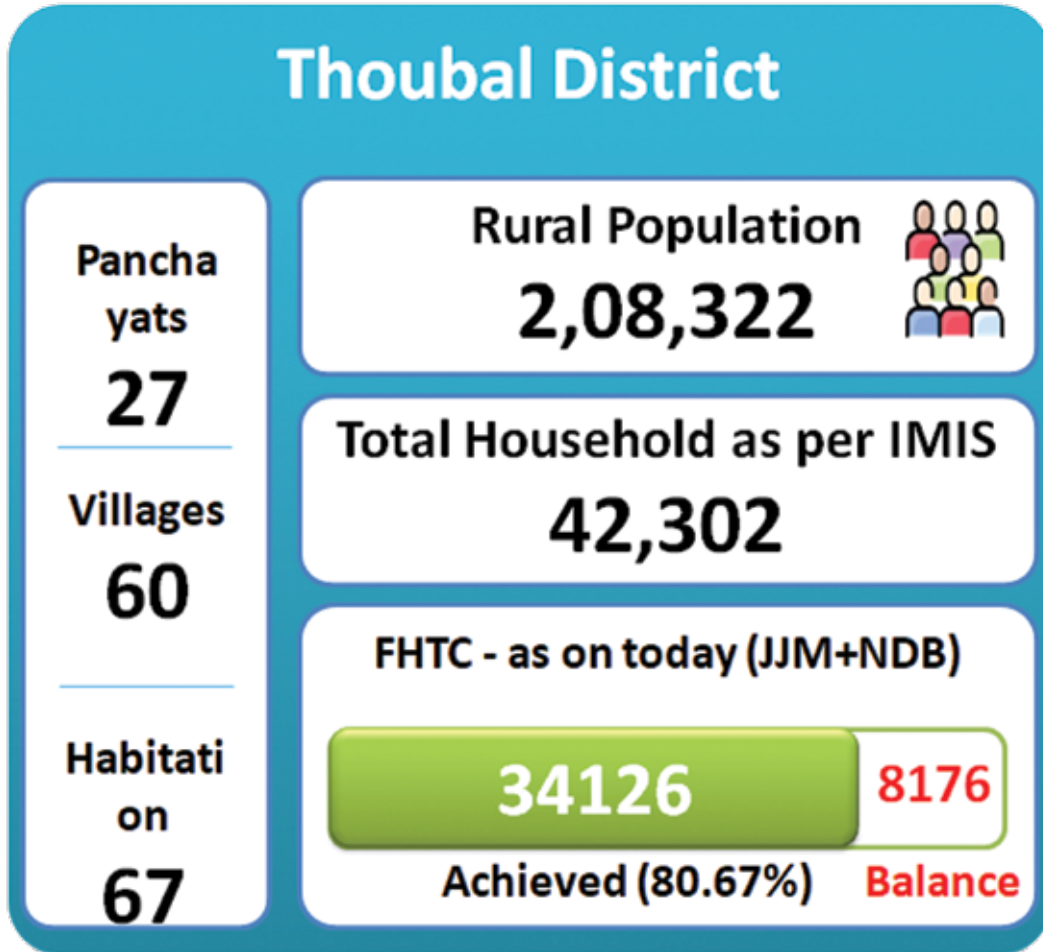 Thoubal District
Pancha
yats
27
Villages
60
Habitati
on
67
Rural Population
2,08,322
Total Household as per IMIS
42,302
FHTC - as on today (JJM+NDB)
34126 8176
Achieved (80.67%) Balance